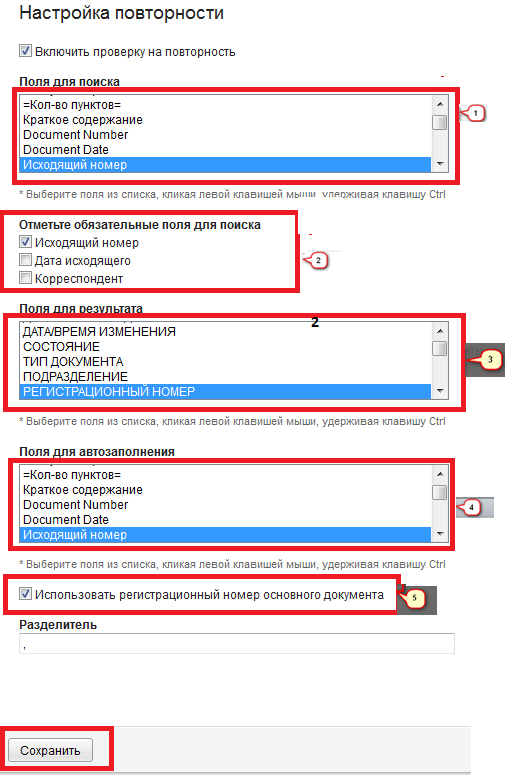 Настройка повторности
Включить проверку на повторность
Поля для поиска
=Кол-во пунктов=
Краткое содержание
Document Number
Document Date
Исходящий номер
1
* Выберите поля из списка, кликая левой клавишей мыши, удерживая клавишу Ctrl
Отметьте обязательные поля для поиска
Исходящий номер
Дата исходящего
Корреспондент
2
Поля для результата
2
ДАТА/ВРЕМЯ ИЗМЕНЕНИЯ
СОСТОЯНИЕ
ТИП ДОКУМЕНТА
ПОДРАЗДЕЛЕНИЕ
РЕГИСТРАЦИОННЫЙ НОМЕР
3
* Выберите поля из списка, кликая левой клавишей мыши, удерживая клавишу Ctrl
Поля для автозаполнения
=Кол-во пунктов=
Краткое содержание
Document Number
Document Date
Исходящий номер
4
* Выберите поля из списка, кликая левой клавишей мыши, удерживая клавишу Ctrl
Использовать регистрационный номер основного документа
5
Разделитель
,
Сохранить